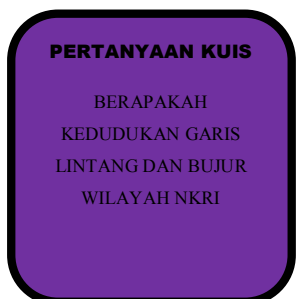 PERTANYAAN KUIS
BERAPAKAH
KEDUDUKAN GARIS
LINTANG DAN BUJUR
WILAYAH NKRI